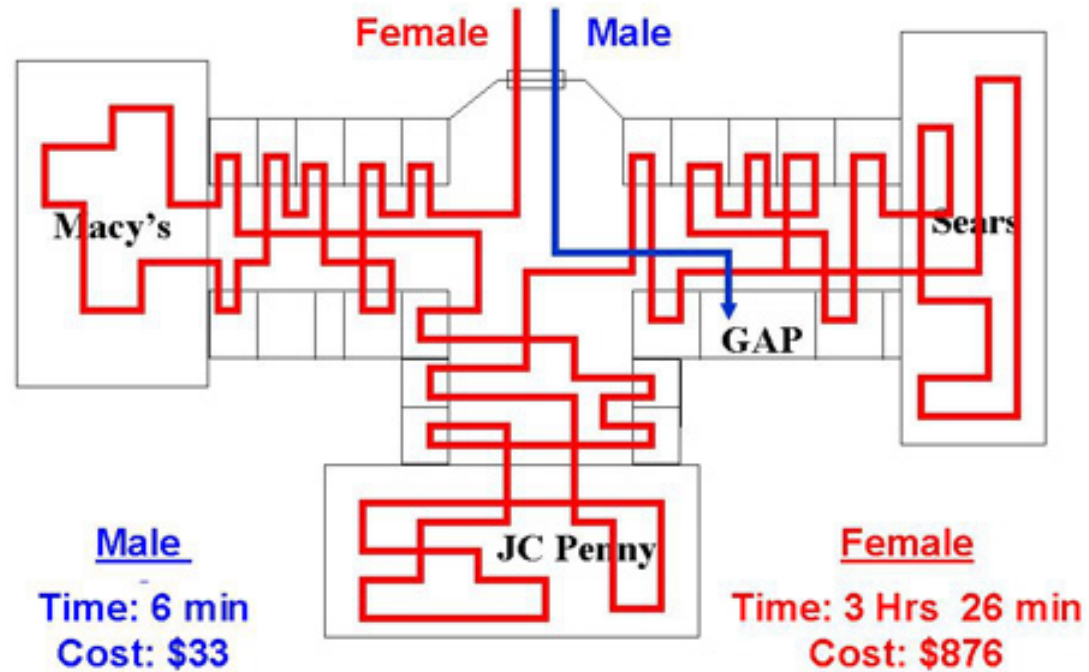 Female
Male
Macy's
Sears
GAP
JC Penny
Male
Time: 6 min
Cost: $33
Female
Time: 3 Hrs 26 min
Cost: $876